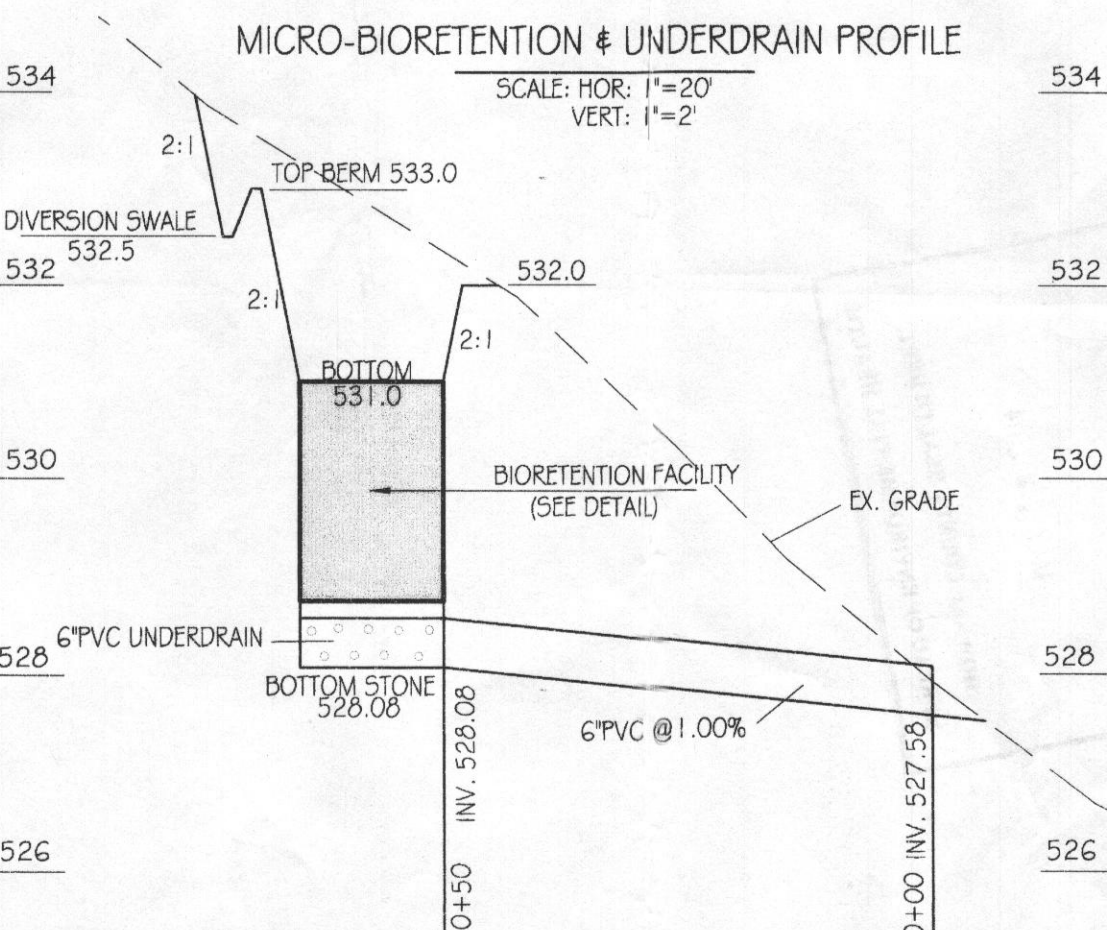 MICRO-BIORETENTION & UNDERDRAIN PROFILE
SCALE: HOR: 1"=20'
VERT: 1"=2'
534
534
2:1
TOP BERM 533.0
DIVERSION SWALE
532.5
532
532.0
532
2:1
2:1
BOTTOM
531.0
530
BIORETENTION FACILITY
(SEE DETAIL)
EX. GRADE
530
6"PVC UNDERDRAIN
528
BOTTOM STONE
528.08
528
6"PVC @ 1.00%
0+50 INV. 528.08
0+00 INV. 527.58
526
526